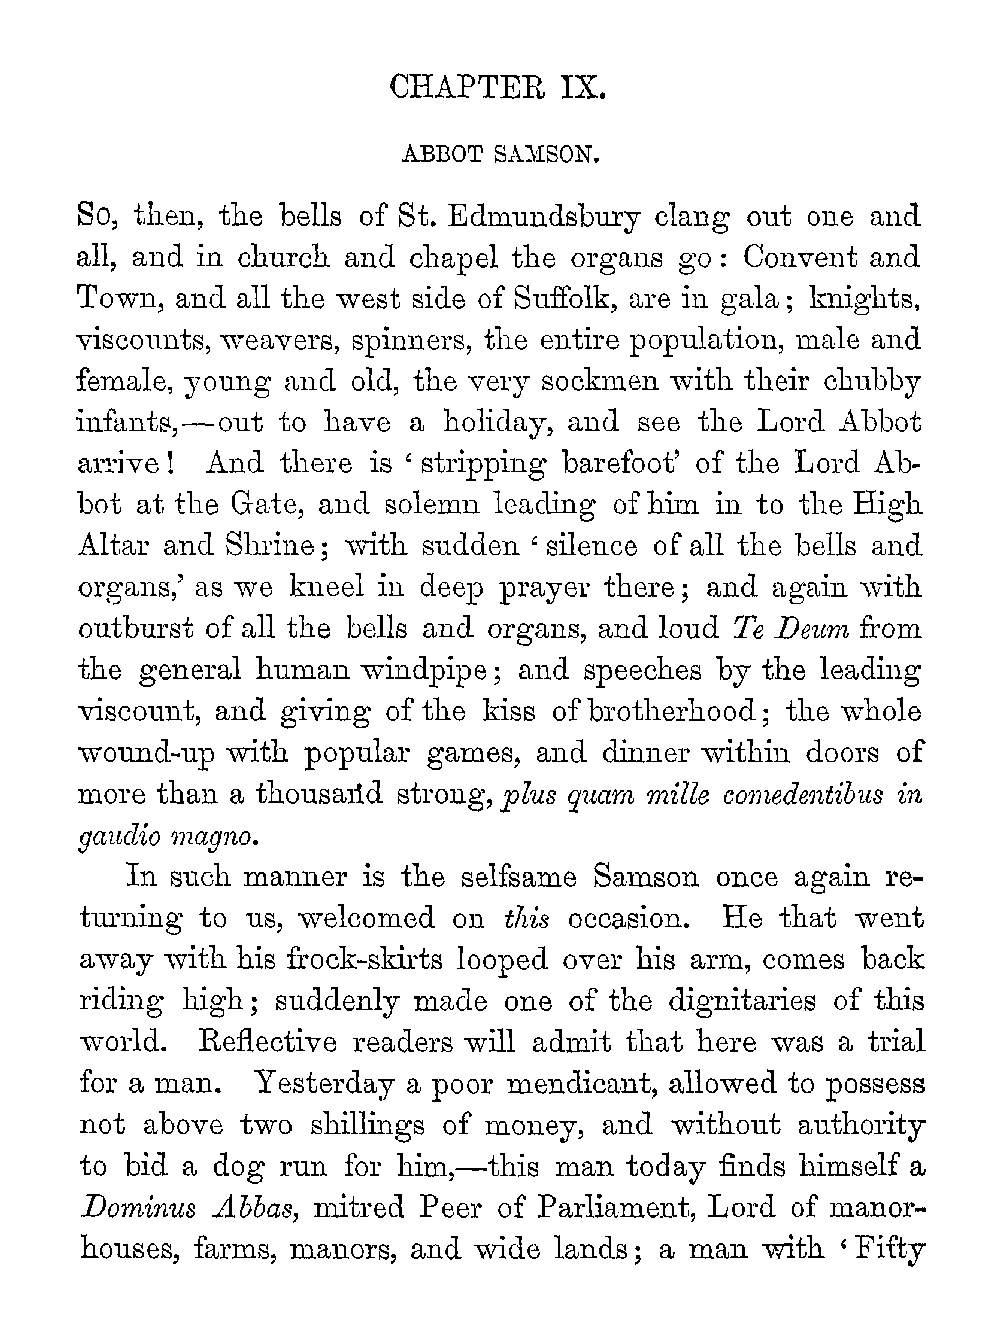 CHAPTER IX.
ABBOT SAMSON.
So, then, the bells of St. Edmundsbury clang out one and
all, and in church and chapel the organs go: Convent and
Town, and all the west side of Suffolk, are in gala; knights,
viscounts, weavers, spinners, the entire population, male and
female, young and old, the very sockmen with their chubby
infants,—out to have a holiday, and see the Lord Abbot
arrive! And there is ‘stripping barefoot’ of the Lord Ab-
bot at the Gate, and solemn leading of him in to the High
Altar and Shrine; with sudden ‘silence of all the bells and
organs,’ as we kneel in deep prayer there; and again with
outburst of all the bells and organs, and loud Te Deum from
the general human windpipe; and speeches by the leading
viscount, and giving of the kiss of brotherhood; the whole
wound-up with popular games, and dinner within doors of
more than a thousand strong, plus quam mille comedentibus in
gaudio magno.
In such manner is the selfsame Samson once again re-
turning to us, welcomed on this occasion. He that went
away with his frock-skirts looped over his arm, comes back
riding high; suddenly made one of the dignitaries of this
world. Reflective readers will admit that here was a trial
for a man. Yesterday a poor mendicant, allowed to possess
not above two shillings of money, and without authority
to bid a dog run for him,—this man today finds himself a
Dominus Abbas, mitred Peer of Parliament, Lord of manor-
houses, farms, manors, and wide lands; a man with ‘Fifty